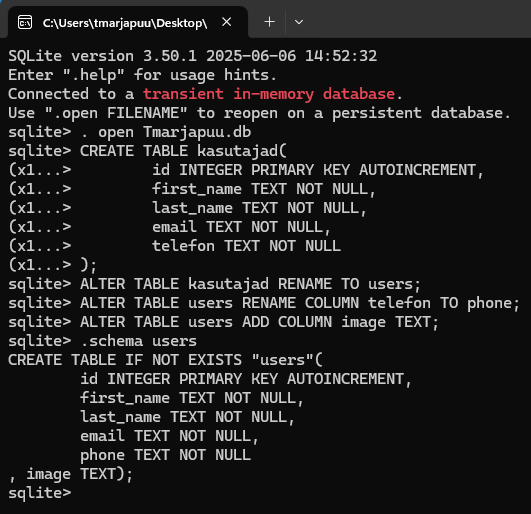 C:\Users\tmarjapuu\Desktop\
SQLite version 3.50.1 2025-06-06 14:52:32
Enter ".help" for usage hints.
Connected to a transient in-memory database.
Use ".open FILENAME" to reopen on a persistent database.
sqlite> . open Tmarjapuu.db
sqlite> CREATE TABLE kasutajad(
(x1...>         id INTEGER PRIMARY KEY AUTOINCREMENT,
(x1...>         first_name TEXT NOT NULL,
(x1...>         last_name TEXT NOT NULL,
(x1...>         email TEXT NOT NULL,
(x1...>         telefon TEXT NOT NULL
(x1...> );
sqlite> ALTER TABLE kasutajad RENAME TO users;
sqlite> ALTER TABLE users RENAME COLUMN telefon TO phone;
sqlite> ALTER TABLE users ADD COLUMN image TEXT;
sqlite> .schema users
CREATE TABLE IF NOT EXISTS "users"(
        id INTEGER PRIMARY KEY AUTOINCREMENT,
        first_name TEXT NOT NULL,
        last_name TEXT NOT NULL,
        email TEXT NOT NULL,
        phone TEXT NOT NULL
, image TEXT);
sqlite>